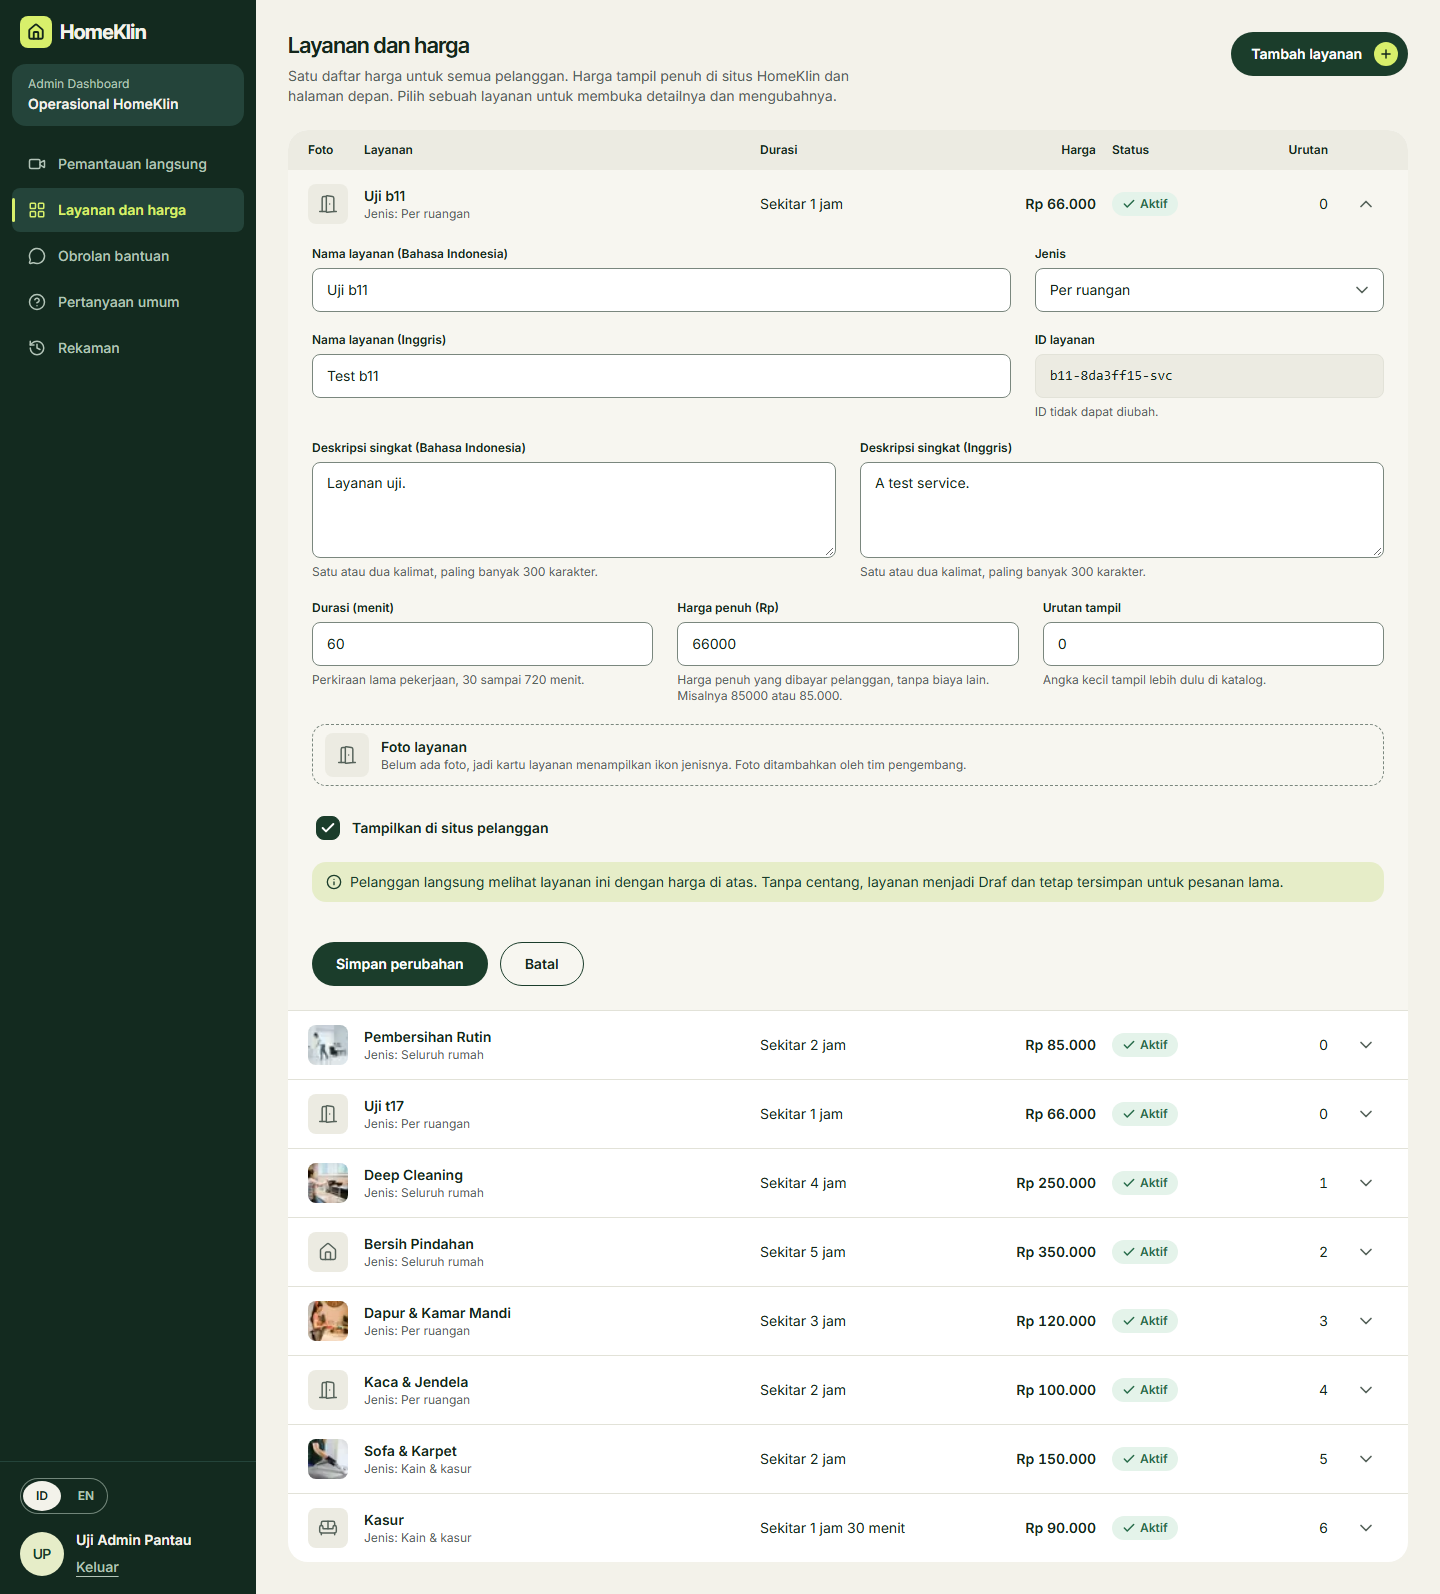 HomeKlin
Admin Dashboard
Operasional HomeKlin
Pemantauan langsung
Layanan dan harga
Obrolan bantuan
Pertanyaan umum
Rekaman
ID EN
UP
Uji Admin Pantau
Keluar
Layanan dan harga
Satu daftar harga untuk semua pelanggan. Harga tampil penuh di situs HomeKlin dan
halaman depan. Pilih sebuah layanan untuk membuka detailnya dan mengubahnya.
Tambah layanan
Foto Layanan Durasi Harga Status Urutan
Uji b11
Jenis: Per ruangan
Sekitar 1 jam Rp 66.000 Aktif 0
Nama layanan (Bahasa Indonesia) Jenis
Uji b11 Per ruangan
Nama layanan (Inggris) ID layanan
Test b11 b11-8da3ff15-svc
ID tidak dapat diubah.
Deskripsi singkat (Bahasa Indonesia) Deskripsi singkat (Inggris)
Layanan uji. A test service.
Satu atau dua kalimat, paling banyak 300 karakter. Satu atau dua kalimat, paling banyak 300 karakter.
Durasi (menit) Harga penuh (Rp) Urutan tampil
60 66000 0
Perkiraan lama pekerjaan, 30 sampai 720 menit. Harga penuh yang dibayar pelanggan, tanpa biaya lain. Angka kecil tampil lebih dulu di katalog.
Misalnya 85000 atau 85.000.
Foto layanan
Belum ada foto, jadi kartu layanan menampilkan ikon jenisnya. Foto ditambahkan oleh tim pengembang.
Tampilkan di situs pelanggan
Pelanggan langsung melihat layanan ini dengan harga di atas. Tanpa centang, layanan menjadi Draf dan tetap tersimpan untuk pesanan lama.
Simpan perubahan Batal
Pembersihan Rutin
Jenis: Seluruh rumah
Sekitar 2 jam Rp 85.000 Aktif 0
Uji t17
Jenis: Per ruangan
Sekitar 1 jam Rp 66.000 Aktif 0
Deep Cleaning
Jenis: Seluruh rumah
Sekitar 4 jam Rp 250.000 Aktif 1
Bersih Pindahan
Jenis: Seluruh rumah
Sekitar 5 jam Rp 350.000 Aktif 2
Dapur & Kamar Mandi
Jenis: Per ruangan
Sekitar 3 jam Rp 120.000 Aktif 3
Kaca & Jendela
Jenis: Per ruangan
Sekitar 2 jam Rp 100.000 Aktif 4
Sofa & Karpet
Jenis: Kain & kasur
Sekitar 2 jam Rp 150.000 Aktif 5
Kasur
Jenis: Kain & kasur
Sekitar 1 jam 30 menit Rp 90.000 Aktif 6